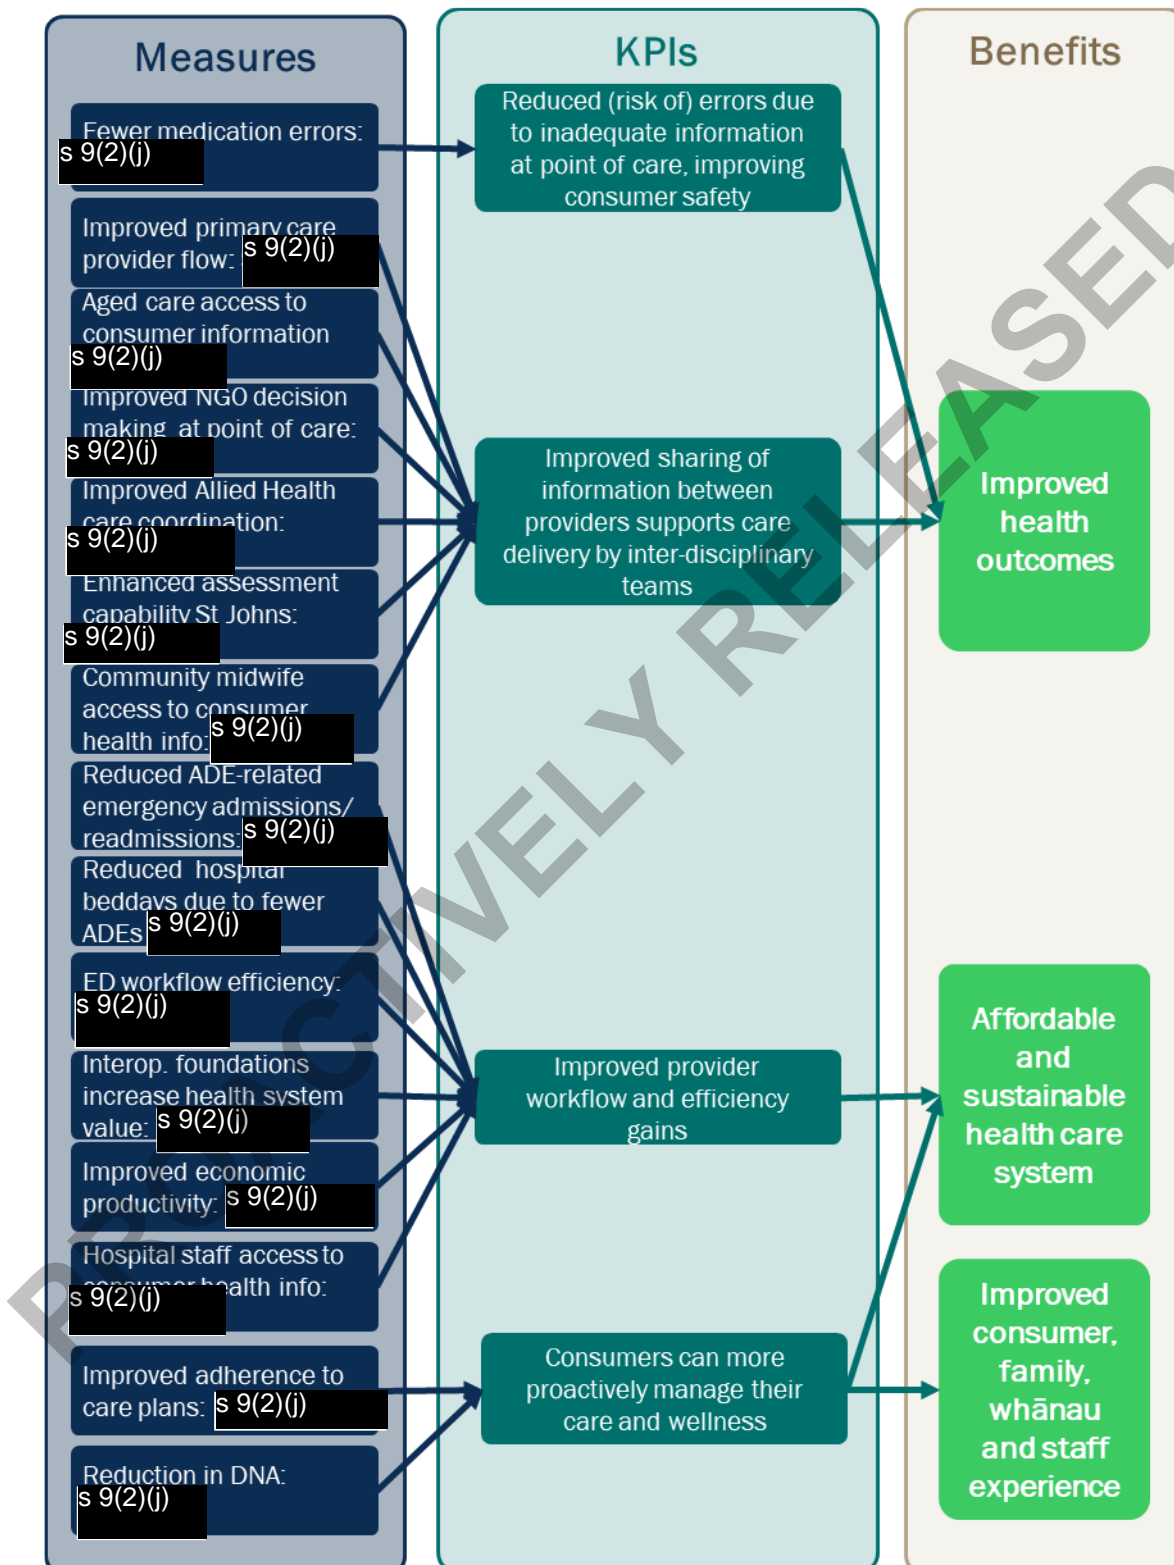 Measures
Fewer medication errors:
s 9(2)(j)
Improved primary care
provider flow: s 9(2)(j)
Aged care access to
consumer information
s 9(2)(j)
Improved NGO decision
making at point of care:
s 9(2)(j)
Improved Allied Health
care coordination:
s 9(2)(j)
Enhanced assessment
capability St Johns:
s 9(2)(j)
Community midwife
access to consumer
health info: s 9(2)(j)
Reduced ADE-related
emergency admissions/
readmissions: s 9(2)(j)
Reduced hospital
beddays due to fewer
ADEs s 9(2)(j)
ED workflow efficiency:
s 9(2)(j)
Interop. foundations
increase health system
value: s 9(2)(j)
Improved economic
productivity: s 9(2)(j)
Hospital staff access to
consumer health info:
s 9(2)(j)
Improved adherence to
care plans: s 9(2)(j)
Reduction in DNA:
s 9(2)(j)
KPIs
Reduced (risk of) errors due
to inadequate information
at point of care, improving
consumer safety
Improved sharing of
information between
providers supports care
delivery by inter-disciplinary
teams
Improved provider
workflow and efficiency
gains
Consumers can more
proactively manage their
care and wellness
Benefits
Improved
health
outcomes
Affordable
and
sustainable
health care
system
Improved
consumer,
family,
whānau
and staff
experience
PROACTIVELY RELEASED